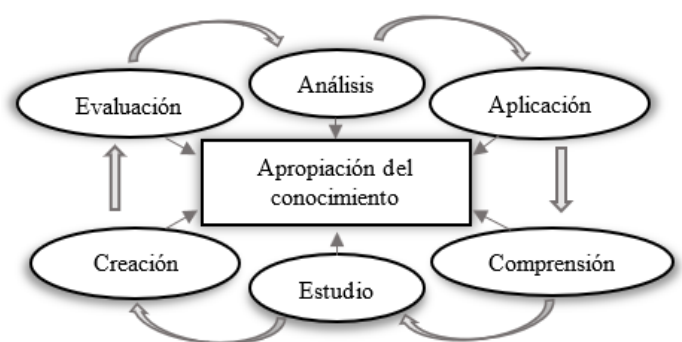 Análisis
Evaluación
Aplicación
Apropiación del
conocimiento
Creación
Comprensión
Estudio